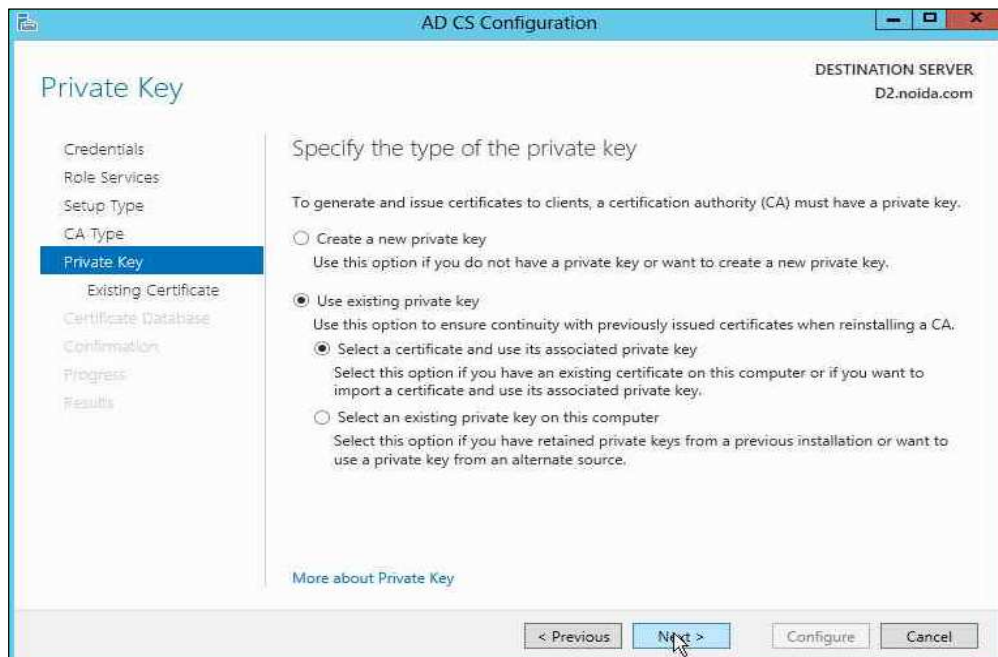 AD CS Configuration
Private Key
DESTINATION SERVER
D2.noida.com
Credentials
Role Services
Setup Type
CA Type
Private Key
Existing Certificate
Certificate Database
Confirmation
Progress
Results
Specify the type of the private key
To generate and issue certificates to clients, a certification authority (CA) must have a private key.
Create a new private key
Use this option if you do not have a private key or want to create a new private key.
Use existing private key
Use this option to ensure continuity with previously issued certificates when reinstalling a CA.
Select a certificate and use its associated private key
Select this option if you have an existing certificate on this computer or if you want to
import a certificate and use its associated private key.
Select an existing private key on this computer
Select this option if you have retained private keys from a previous installation or want to
use a private key from an alternate source.
More about Private Key
< Previous
Next >
Configure
Cancel